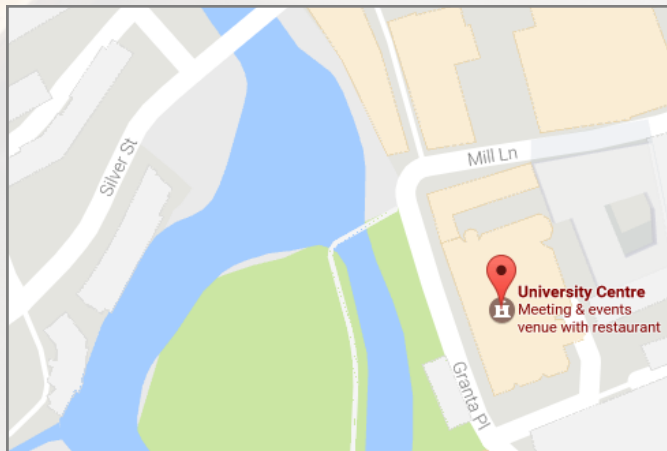 Silver St
Mill Ln
University Centre
Meeting & events
venue with restaurant
Granta Pl